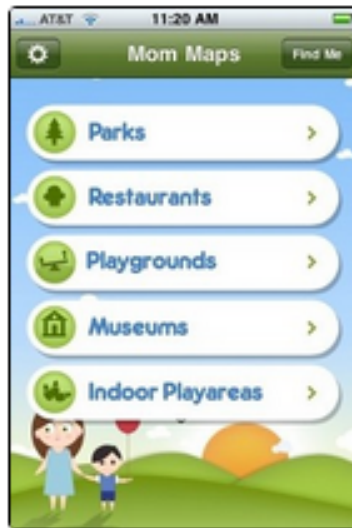 AT&T 11:20 AM
Mom Maps Find Me
Parks
Restaurants
Playgrounds
Museums
Indoor Playareas